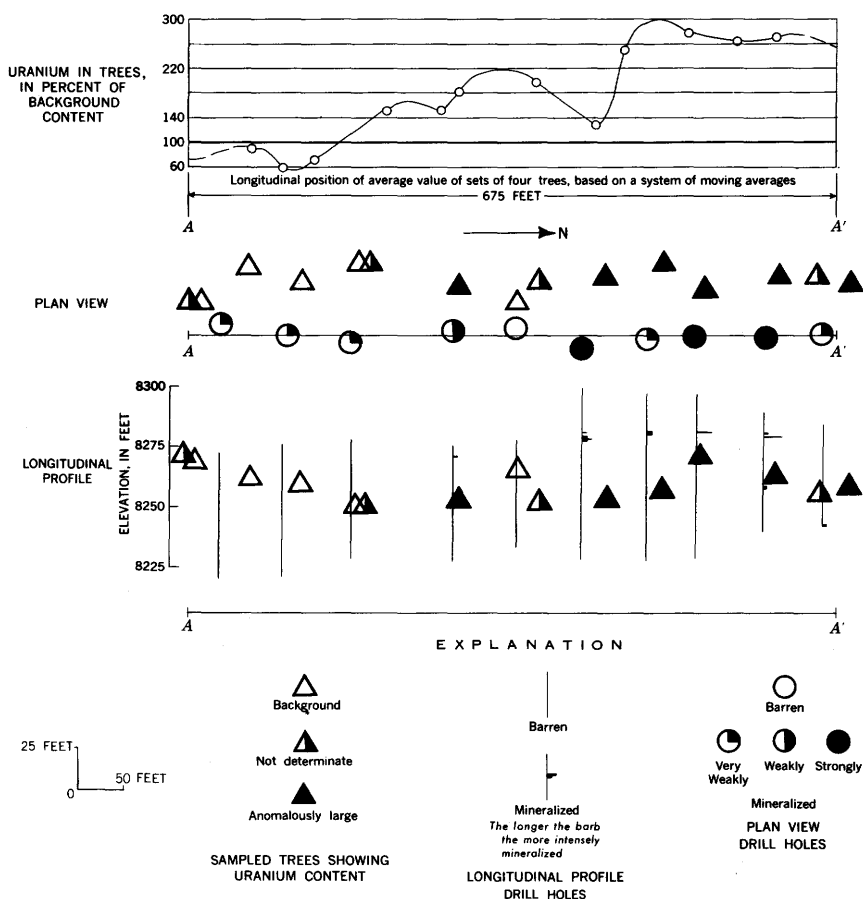 URANIUM IN TREES,
IN PERCENT OF
BACKGROUND
CONTENT
300
220
140
100
60
Longitudinal position of average value of sets of four trees, based on a system of moving averages
675 FEET
A A'
N
PLAN VIEW
A A'
LONGITUDINAL
PROFILE
ELEVATION, IN FEET
8300
8275
8250
8225
A A'
EXPLANATION
25 FEET
0 50 FEET
Background
Not determinate
Anomalously large
SAMPLED TREES SHOWING
URANIUM CONTENT
Barren
Mineralized
The longer the barb
the more intensely
mineralized
LONGITUDINAL PROFILE
DRILL HOLES
Barren
Very
Weakly
Weakly
Strongly
Mineralized
PLAN VIEW
DRILL HOLES